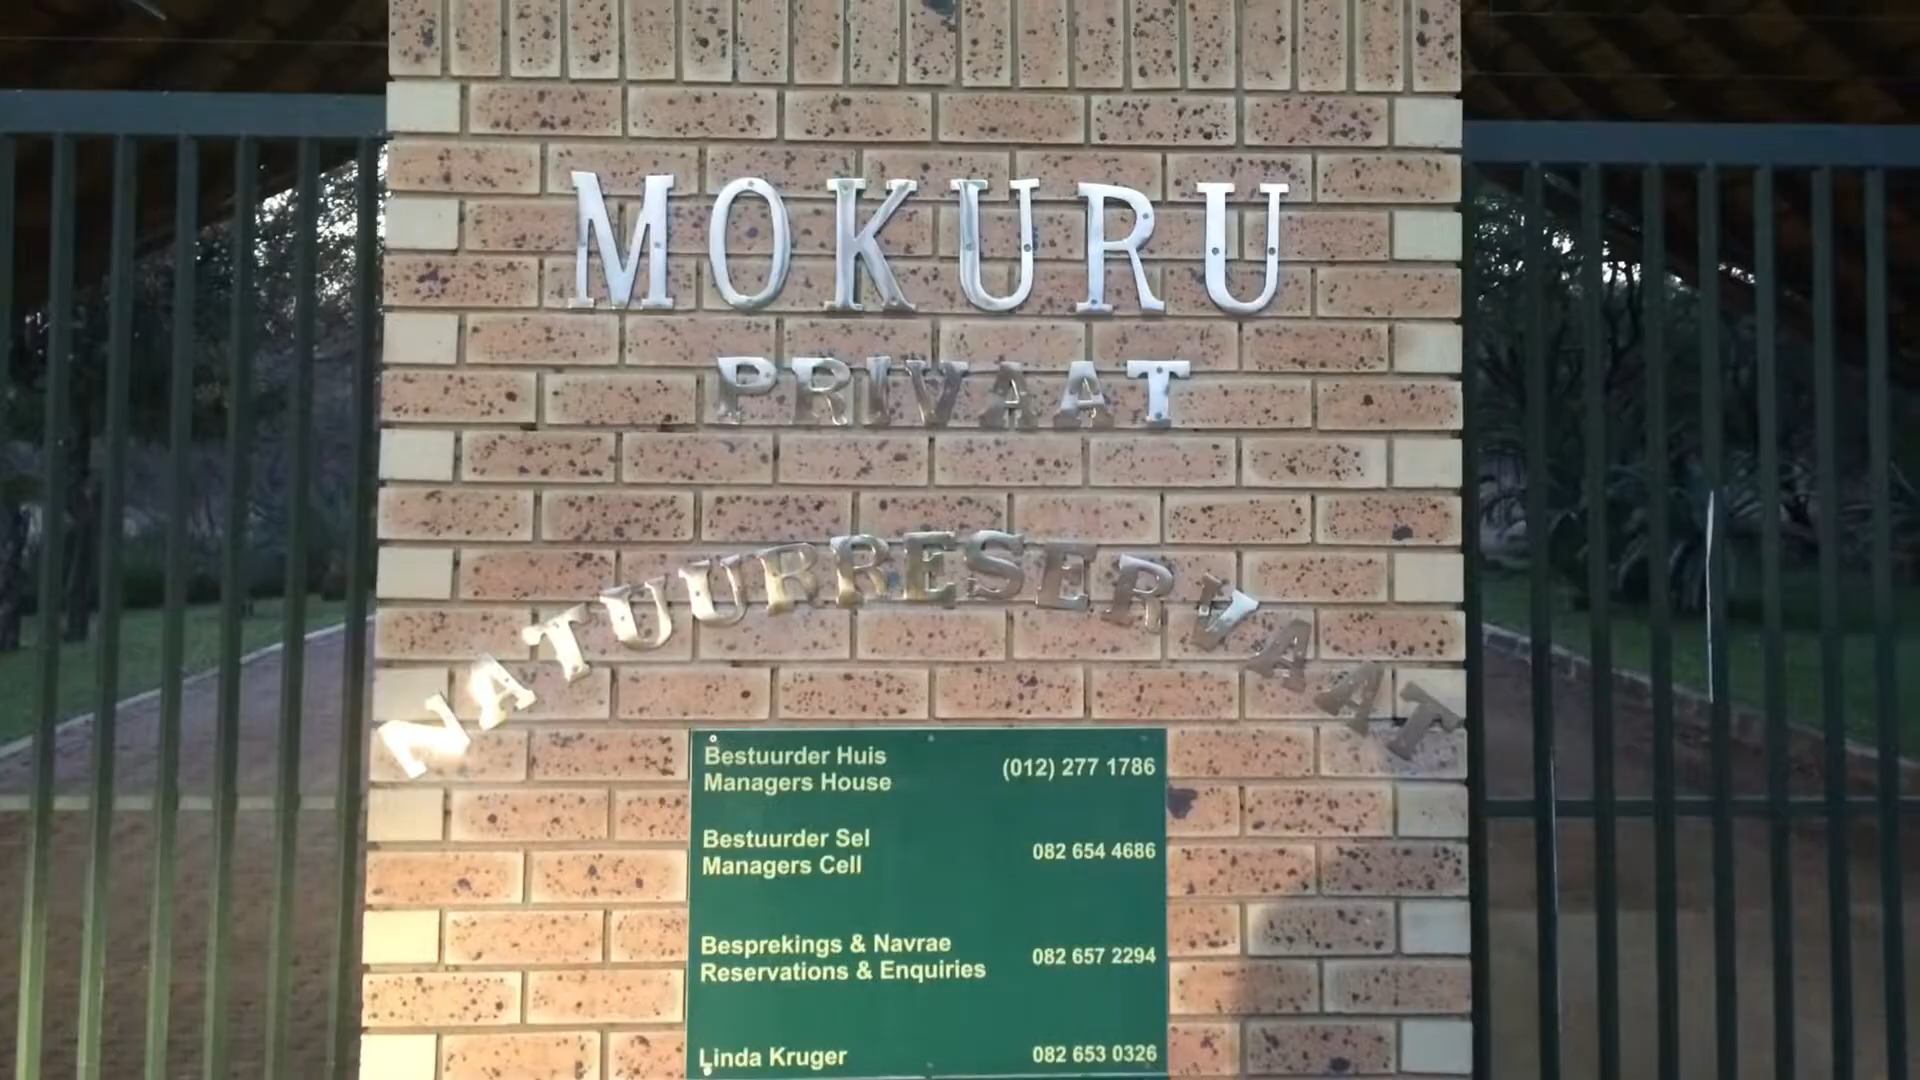 MOKURU
PRIVAAT
NATUURRESERVAAT
Bestuurder Huis
Managers House
(012) 277 1786
Bestuurder Sel
Managers Cell
082 654 4686
Besprekings & Navrae
Reservations & Enquiries
082 657 2294
Linda Kruger
082 653 0326